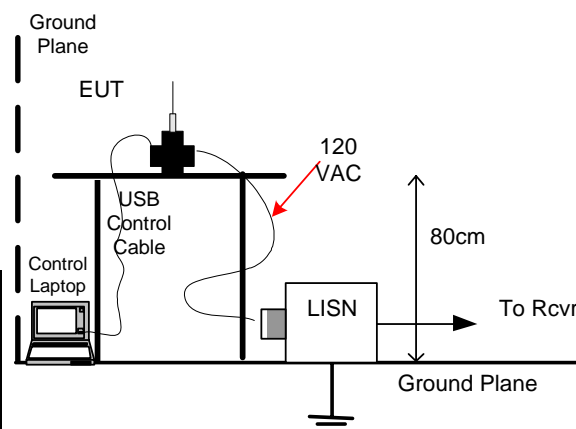 Ground
Plane
EUT
120
VAC
USB
Control
Cable
80cm
Control
Laptop
LISN
To Rcvr
Ground Plane